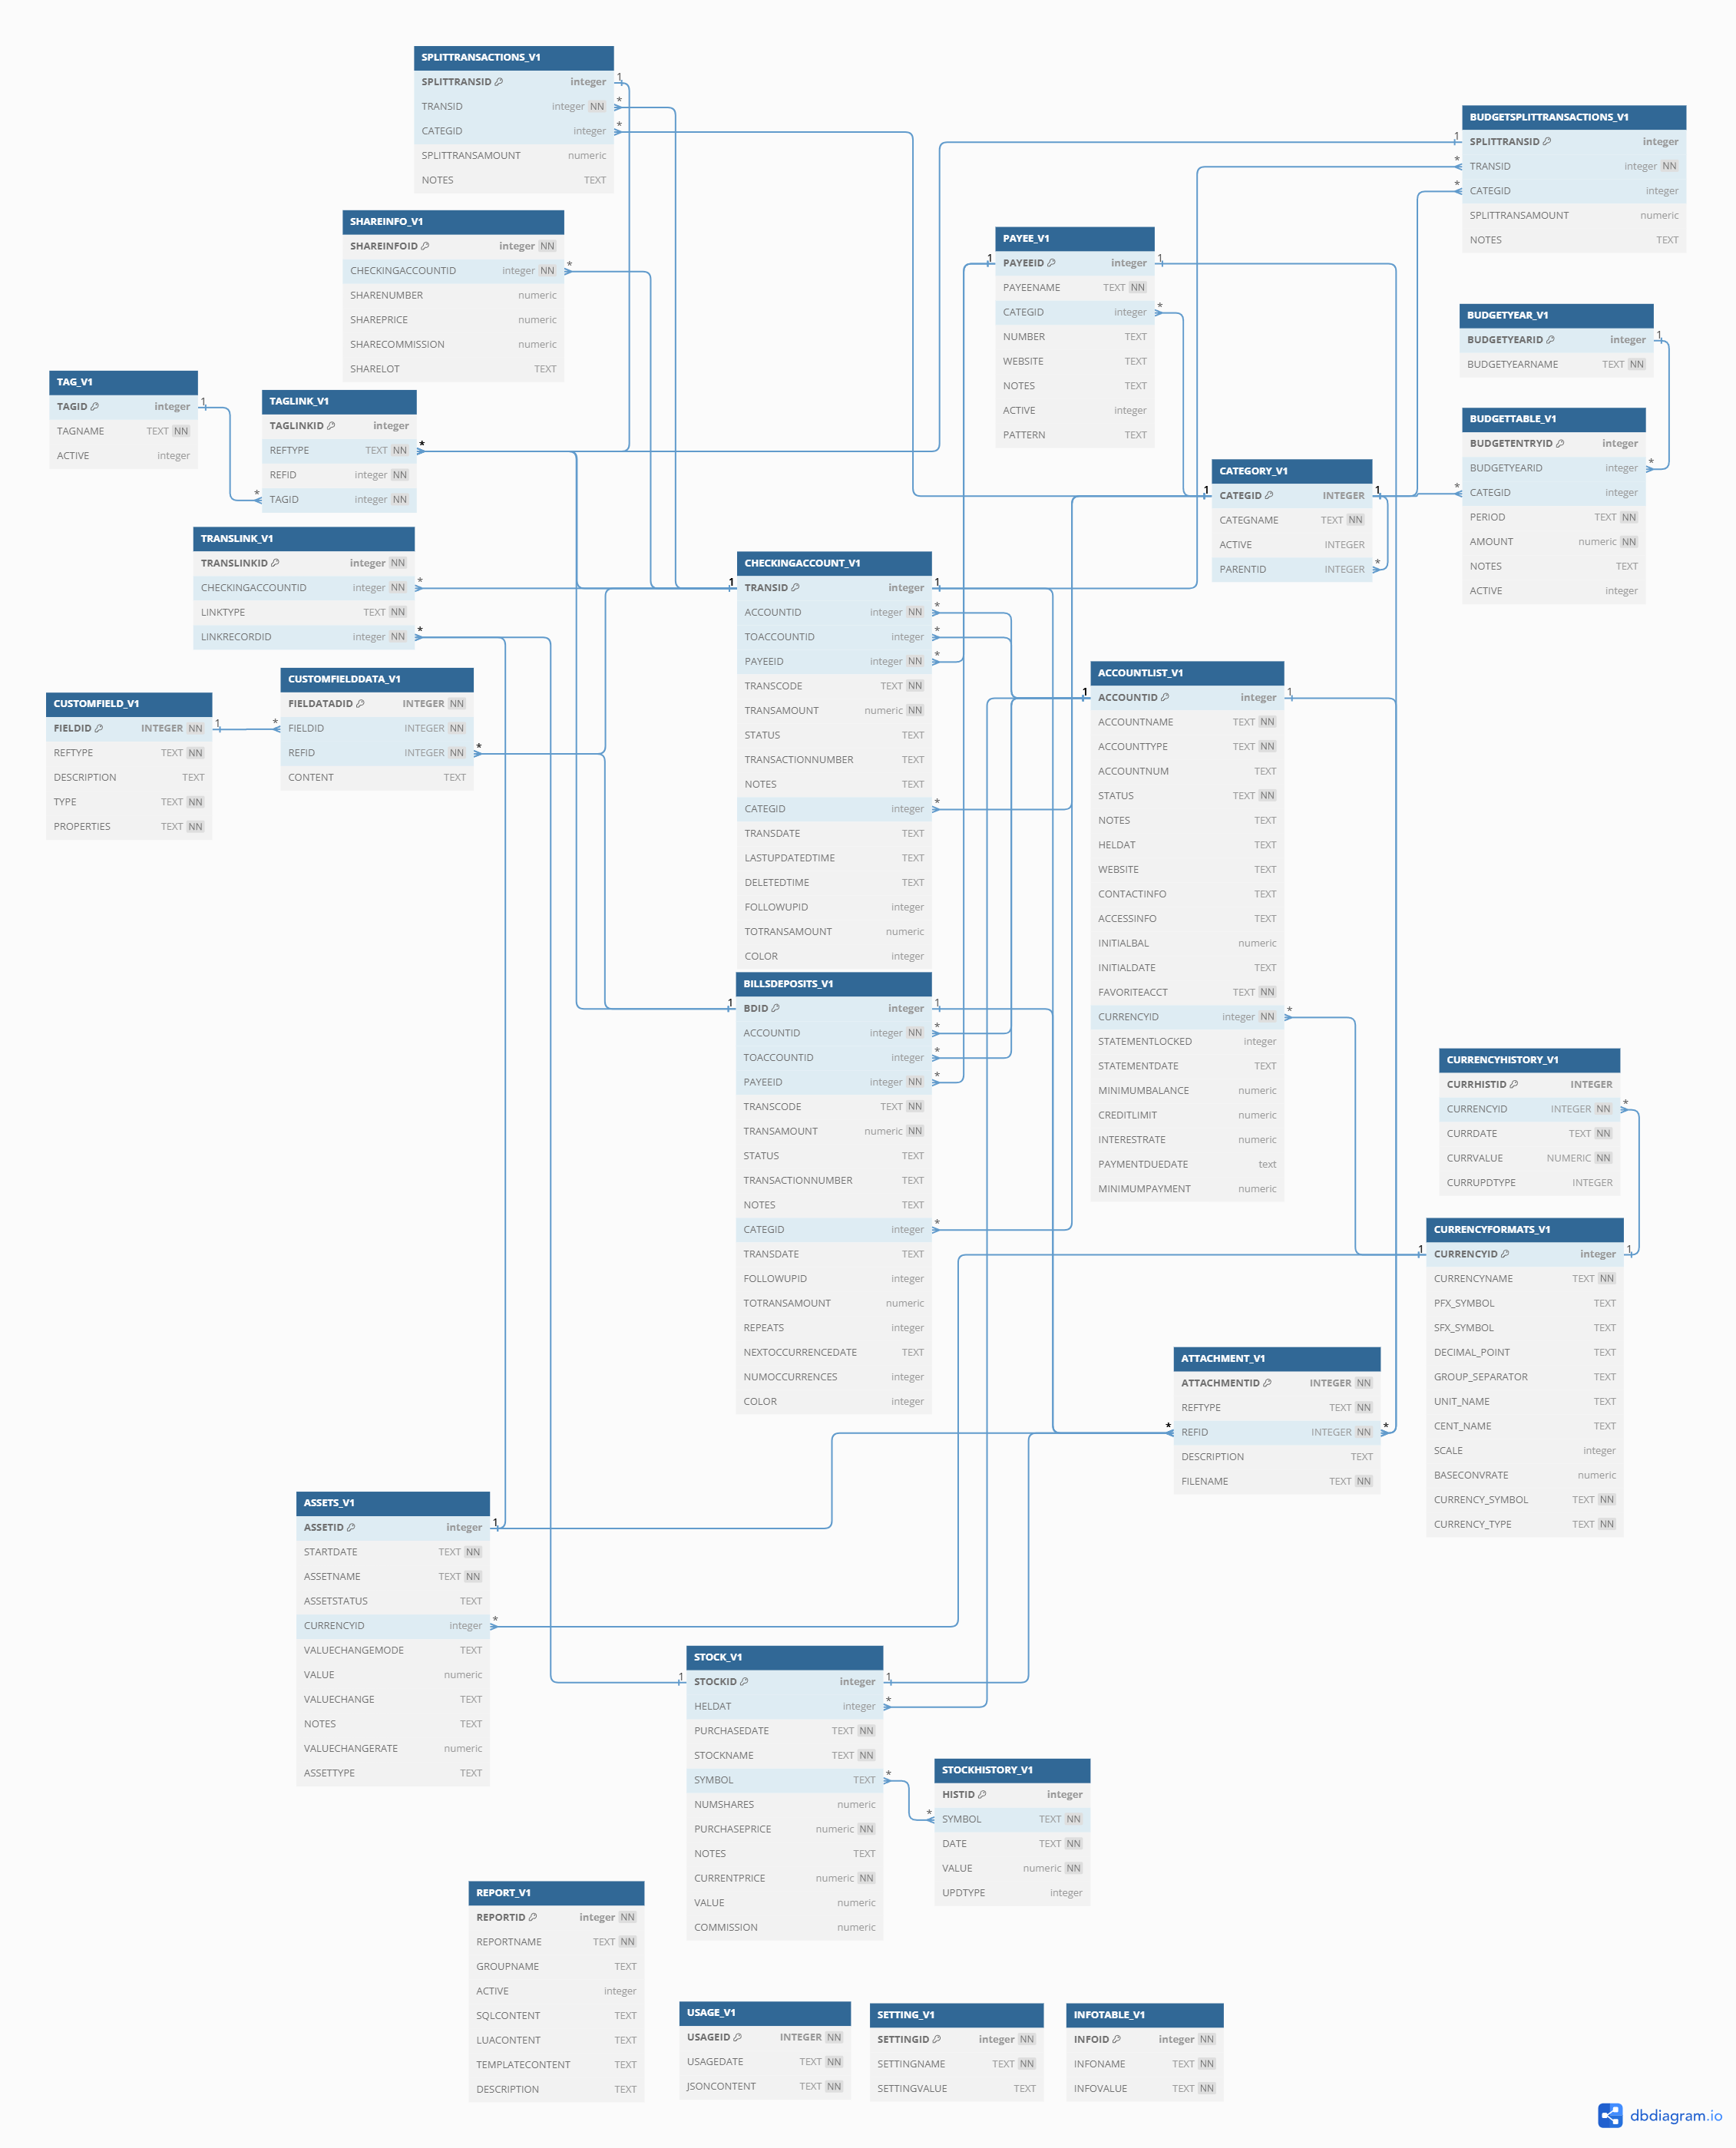 SPLITTRANSACTIONS_V1
SPLITTRANSID integer
TRANSID integer NN
CATEGID integer
SPLITTRANSAMOUNT numeric
NOTES TEXT
BUDGETSPLITTRANSACTIONS_V1
SPLITTRANSID integer
TRANSID integer NN
CATEGID integer
SPLITTRANSAMOUNT numeric
NOTES TEXT
SHAREINFO_V1
SHAREINFOID integer NN
CHECKINGACCOUNTID integer NN
SHARENUMBER numeric
SHAREPRICE numeric
SHARECOMMISSION numeric
SHARELOT TEXT
PAYEE_V1
PAYEEID integer
PAYEENAME TEXT NN
CATEGID integer
NUMBER TEXT
WEBSITE TEXT
NOTES TEXT
ACTIVE integer
PATTERN TEXT
BUDGETYEAR_V1
BUDGETYEARID integer
BUDGETYEARNAME TEXT NN
TAG_V1
TAGID integer
TAGNAME TEXT NN
ACTIVE integer
TAGLINK_V1
TAGLINKID integer
REFTYPE TEXT NN
REFID integer NN
TAGID integer NN
BUDGETTABLE_V1
BUDGETENTRYID integer
BUDGETYEARID integer
CATEGID integer
PERIOD TEXT NN
AMOUNT numeric NN
NOTES TEXT
ACTIVE integer
CATEGORY_V1
CATEGID INTEGER
CATEGNAME TEXT NN
ACTIVE INTEGER
PARENTID INTEGER
TRANSLINK_V1
TRANSLINKID integer NN
CHECKINGACCOUNTID integer NN
LINKTYPE TEXT NN
LINKRECORDID integer NN
CHECKINGACCOUNT_V1
TRANSID integer
ACCOUNTID integer NN
TOACCOUNTID integer
PAYEEID integer NN
TRANSCODE TEXT NN
TRANSAMOUNT numeric NN
STATUS TEXT
TRANSACTIONNUMBER TEXT
NOTES TEXT
CATEGID integer
TRANSDATE TEXT
LASTUPDATEDTIME TEXT
DELETEDTIME TEXT
FOLLOWUPID integer
TOTRANSAMOUNT numeric
COLOR integer
CUSTOMFIELD_V1
FIELDID INTEGER NN
REFTYPE TEXT NN
DESCRIPTION TEXT
TYPE TEXT NN
PROPERTIES TEXT NN
CUSTOMFIELDDATA_V1
FIELDATADID INTEGER NN
FIELDID INTEGER NN
REFID INTEGER NN
CONTENT TEXT
ACCOUNTLIST_V1
ACCOUNTID integer
ACCOUNTNAME TEXT NN
ACCOUNTTYPE TEXT NN
ACCOUNTNUM TEXT
STATUS TEXT NN
NOTES TEXT
HELDAT TEXT
WEBSITE TEXT
CONTACTINFO TEXT
ACCESSINFO TEXT
INITIALBAL numeric
INITIALDATE TEXT
FAVORITEACCT TEXT NN
CURRENCYID integer NN
STATEMENTLOCKED integer
STATEMENTDATE TEXT
MINIMUMBALANCE numeric
CREDITLIMIT numeric
INTERESTRATE numeric
PAYMENTDUEDATE text
MINIMUMPAYMENT numeric
BILLSDEPOSITS_V1
BDID integer
ACCOUNTID integer NN
TOACCOUNTID integer
PAYEEID integer NN
TRANSCODE TEXT NN
TRANSAMOUNT numeric NN
STATUS TEXT
TRANSACTIONNUMBER TEXT
NOTES TEXT
CATEGID integer
TRANSDATE TEXT
FOLLOWUPID integer
TOTRANSAMOUNT numeric
REPEATS integer
NEXTOCCURRENCEDATE TEXT
NUMOCCURRENCES integer
COLOR integer
CURRENCYHISTORY_V1
CURRHISTID INTEGER
CURRENCYID INTEGER NN
CURRDATE TEXT NN
CURRVALUE NUMERIC NN
CURRUPDTYPE INTEGER
CURRENCYFORMATS_V1
CURRENCYID integer
CURRENCYNAME TEXT NN
PFX_SYMBOL TEXT
SFX_SYMBOL TEXT
DECIMAL_POINT TEXT
GROUP_SEPARATOR TEXT
UNIT_NAME TEXT
CENT_NAME TEXT
SCALE integer
BASECONVRATE numeric
CURRENCY_SYMBOL TEXT NN
CURRENCY_TYPE TEXT NN
ATTACHMENT_V1
ATTACHMENTID INTEGER NN
REFTYPE TEXT NN
REFID INTEGER NN
DESCRIPTION TEXT
FILENAME TEXT NN
ASSETS_V1
ASSETID integer
STARTDATE TEXT NN
ASSETNAME TEXT NN
ASSETSTATUS TEXT
CURRENCYID integer
VALUECHANGEMODE TEXT
VALUE numeric
VALUECHANGE TEXT
NOTES TEXT
VALUECHANGERATE numeric
ASSETTYPE TEXT
STOCK_V1
STOCKID integer
HELDAT integer
PURCHASEDATE TEXT NN
STOCKNAME TEXT NN
SYMBOL TEXT
NUMSHARES numeric
PURCHASEPRICE numeric NN
NOTES TEXT
CURRENTPRICE numeric NN
VALUE numeric
COMMISSION numeric
STOCKHISTORY_V1
HISTID integer
SYMBOL TEXT NN
DATE TEXT NN
VALUE numeric NN
UPDTYPE integer
REPORT_V1
REPORTID integer NN
REPORTNAME TEXT NN
GROUPNAME TEXT
ACTIVE integer
SQLCONTENT TEXT
LUACONTENT TEXT
TEMPLATECONTENT TEXT
DESCRIPTION TEXT
USAGE_V1
USAGEID INTEGER NN
USAGEDATE TEXT NN
JSONCONTENT TEXT NN
SETTING_V1
SETTINGID integer NN
SETTINGNAME TEXT NN
SETTINGVALUE TEXT
INFOTABLE_V1
INFOID integer NN
INFONAME TEXT NN
INFOVALUE TEXT NN
dbdiagram.io